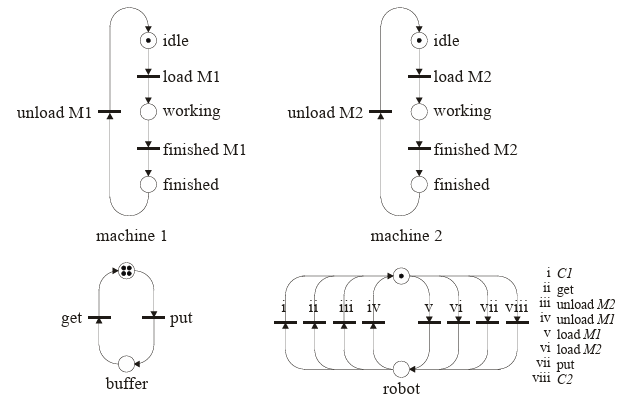 idle
load M1
unload M1
working
finished M1
finished
machine 1
idle
load M2
unload M2
working
finished M2
finished
machine 2
get
put
buffer
i
ii
iii
iv
v
vi
vii
viii
robot
i C1
ii get
iii unload M2
iv unload M1
v load M1
vi load M2
vii put
viii C2